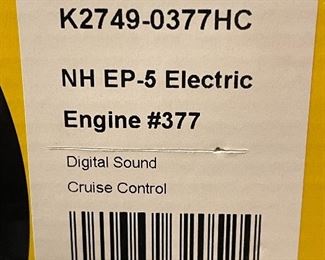 K2749-0377HC
NH EP-5 Electric
Engine #377
Digital Sound
Cruise Control